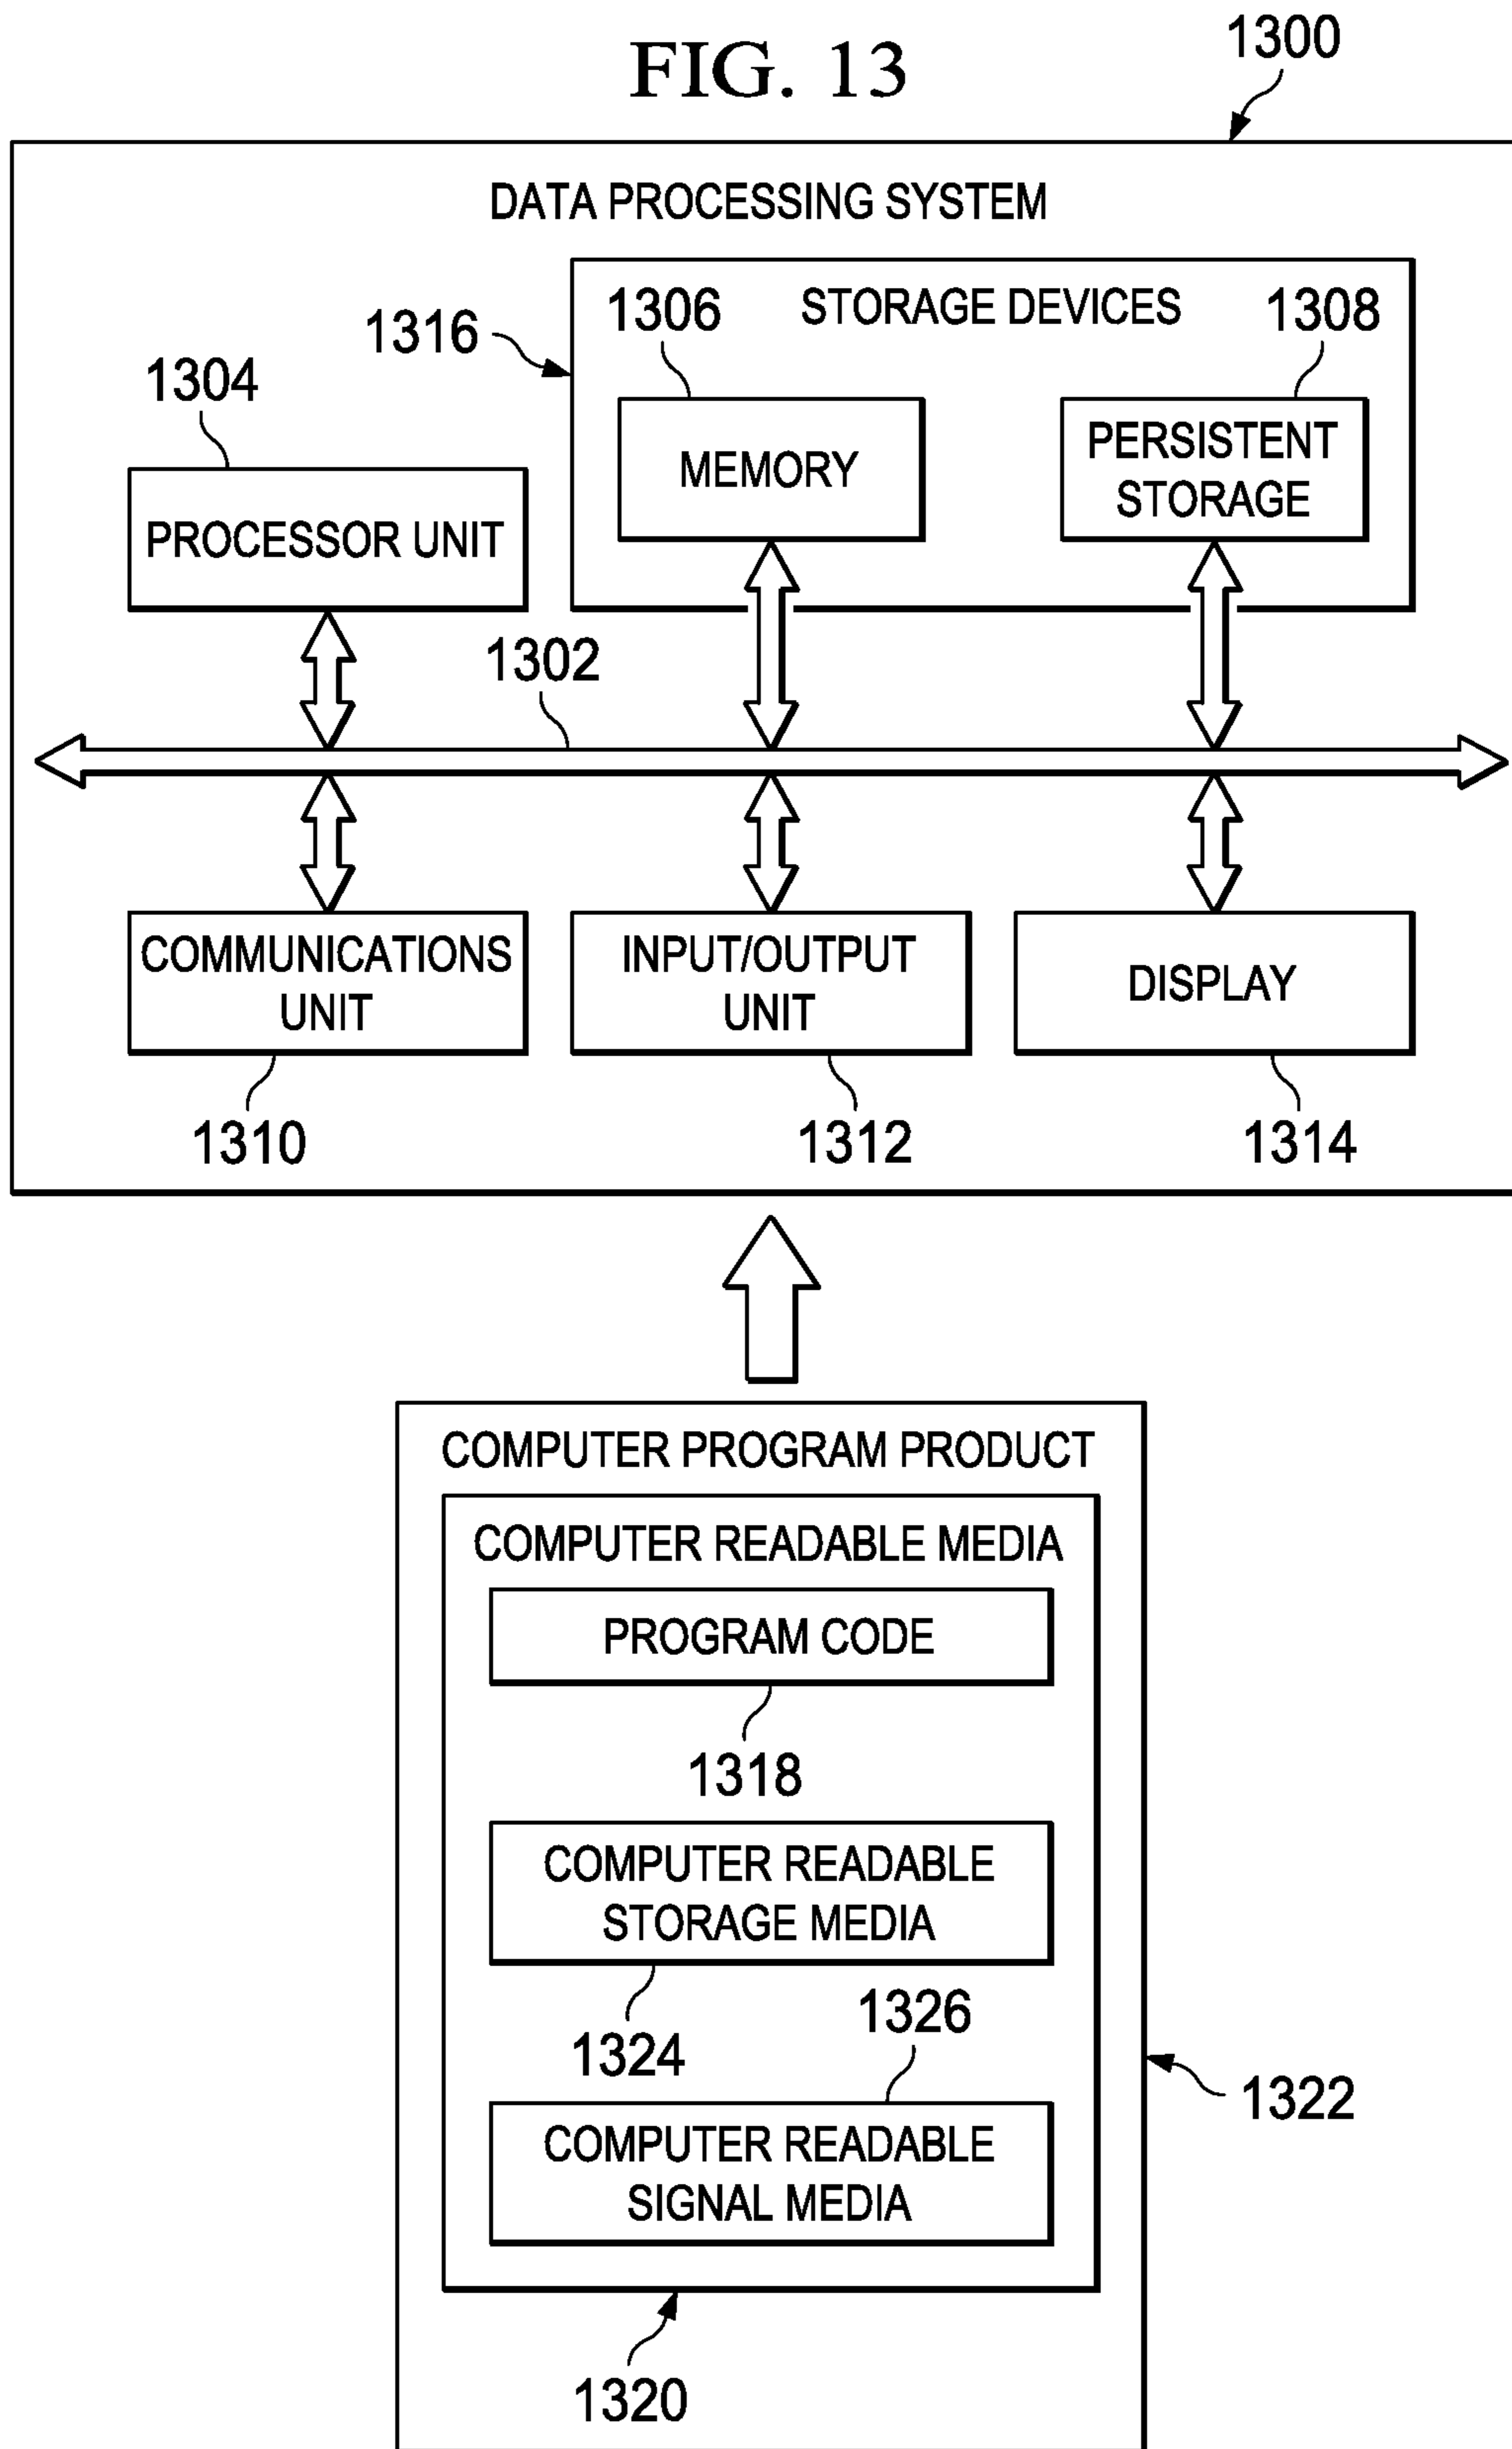 FIG. 13
1300
DATA PROCESSING SYSTEM
1316
1306
STORAGE DEVICES
1308
1304
MEMORY
PERSISTENT
STORAGE
PROCESSOR UNIT
1302
COMMUNICATIONS
UNIT
INPUT/OUTPUT
UNIT
DISPLAY
1310
1312
1314
COMPUTER PROGRAM PRODUCT
COMPUTER READABLE MEDIA
PROGRAM CODE
1318
COMPUTER READABLE
STORAGE MEDIA
1324
1326
1322
COMPUTER READABLE
SIGNAL MEDIA
1320